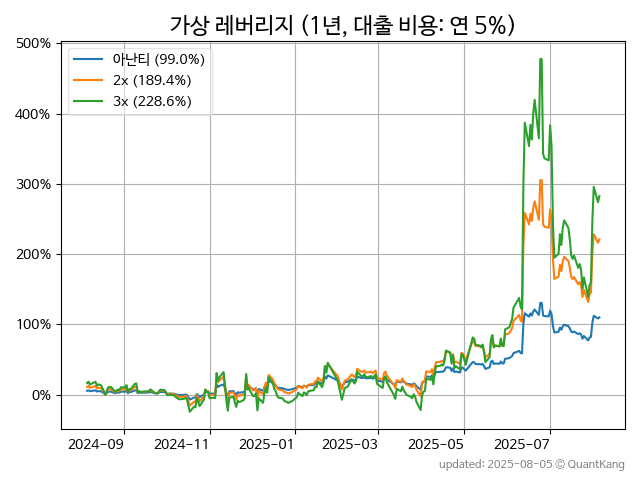 가상 레버리지 (1년, 대출 비용: 연 5%)
500%
400%
300%
200%
100%
0%
아난티 (99.0%)
2x (189.4%)
3x (228.6%)
2024-09
2024-11
2025-01
2025-03
2025-05
2025-07
updated: 2025-08-05 © QuantKang